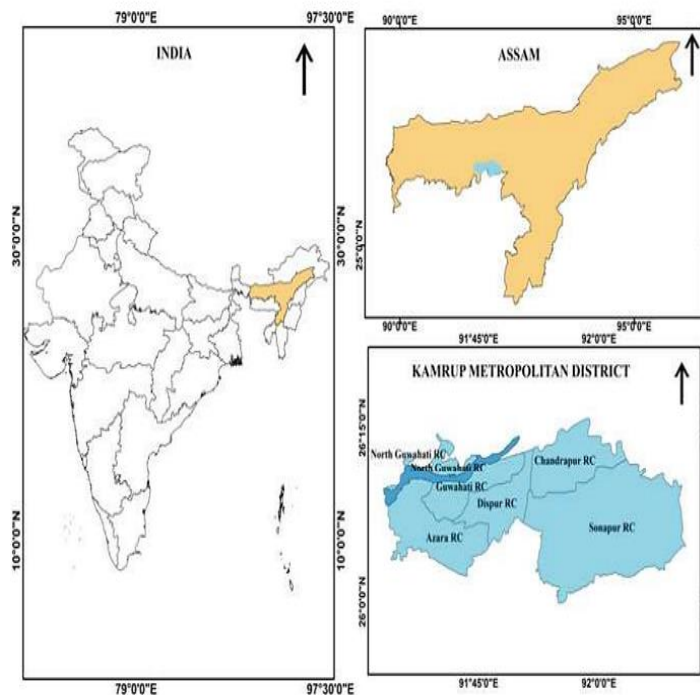 79°0'0"E
97°30'0"E
INDIA
30°0'0"N
30°0'0"N
10°0'0"N
10°0'0"N
79°0'0"E
97°30'0"E
90°0'0"E
95°0'0"E
ASSAM
25°0'0"N
90°0'0"E
95°0'0"E
91°45'0"E
92°0'0"E
KAMRUP METROPOLITAN DISTRICT
26°15'0"N
26°0'0"N
North Guwahati RC
North Guwahati RC
Chandrapur RC
Guwahati RC
Dispur RC
Sonapur RC
Azara RC
91°45'0"E
92°0'0"E